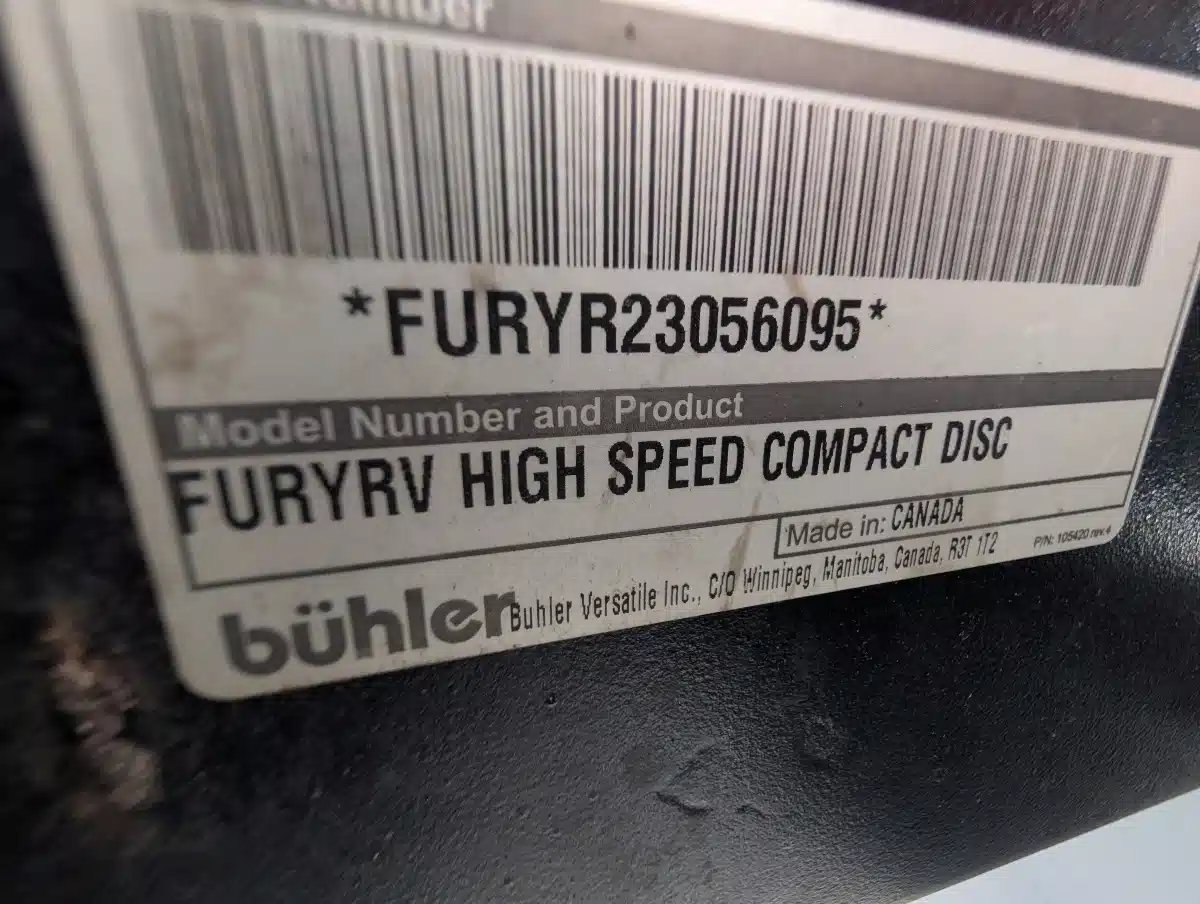 *FURYR23056095*
Model Number and Product
FURYRV HIGH SPEED COMPACT DISC
Made in: CANADA
P/N: 105420 rev.4
bühler Buhler Versatile Inc., C/O Winnipeg, Manitoba, Canada, R3T 1T2